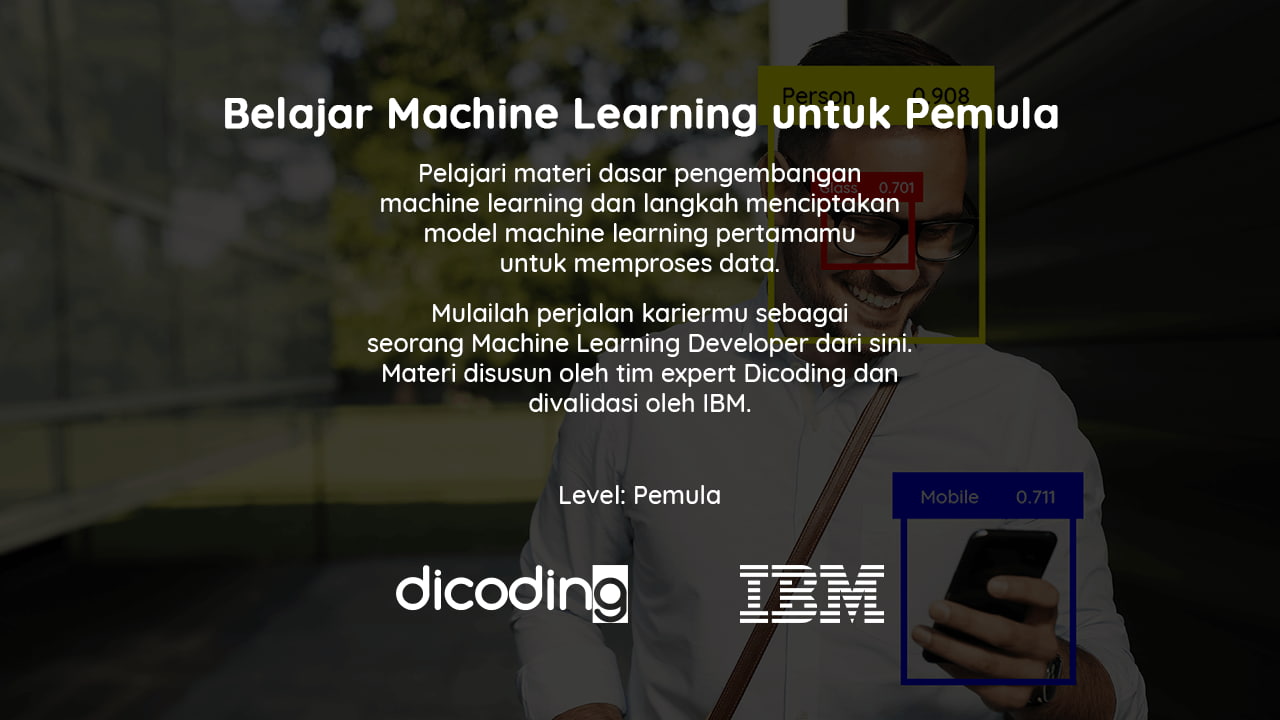 Person 0.908
Belajar Machine Learning untuk Pemula
Pelajari materi dasar pengembangan
Glass 0.701
machine learning dan langkah menciptakan
model machine learning pertamamu
untuk memproses data.
Mulailah perjalan kariermu sebagai
seorang Machine Learning Developer dari sini.
Materi disusun oleh tim expert Dicoding dan
divalidasi oleh IBM.
Level: Pemula
Mobile 0.711
dicoding
IBM